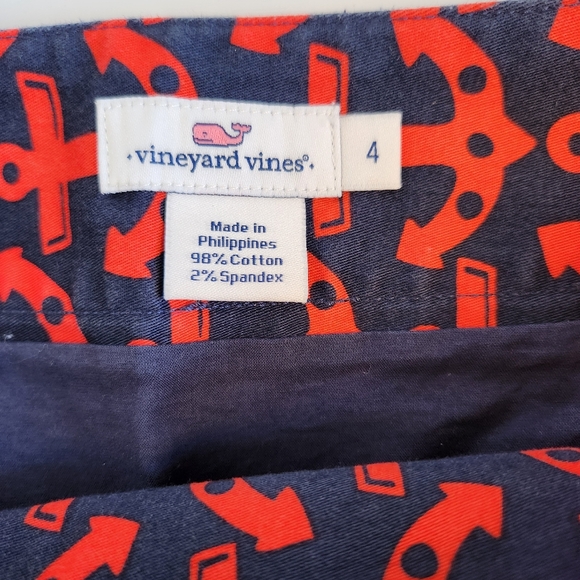 ·vineyard vines®·
4
Made in
Philippines
98% Cotton
2% Spandex